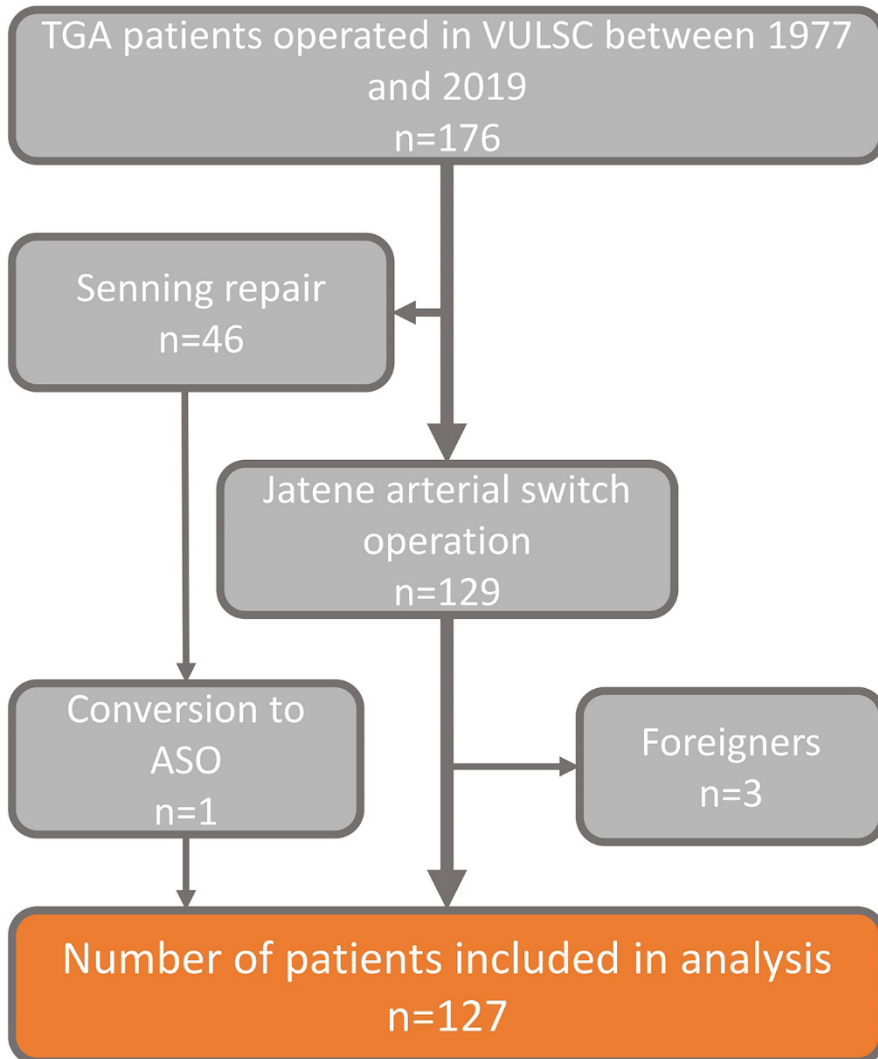 TGA patients operated in VULSC between 1977
and 2019
n=176
Senning repair
n=46
Jatene arterial switch
operation
n=129
Conversion to
ASO
n=1
Foreigners
n=3
Number of patients included in analysis
n=127